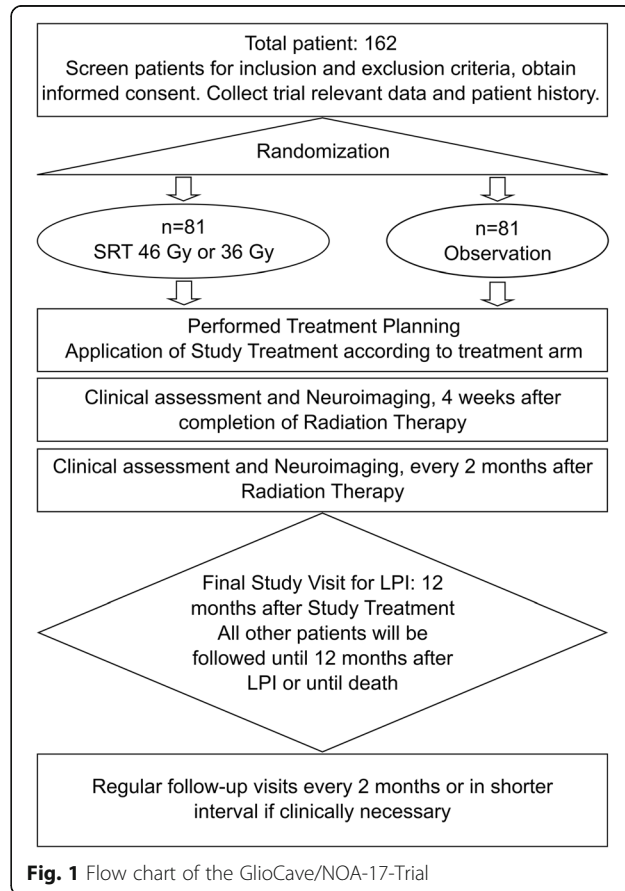 Total patient: 162
Screen patients for inclusion and exclusion criteria, obtain
informed consent. Collect trial relevant data and patient history.
Randomization
n=81
SRT 46 Gy or 36 Gy
n=81
Observation
Performed Treatment Planning
Application of Study Treatment according to treatment arm
Clinical assessment and Neuroimaging, 4 weeks after
completion of Radiation Therapy
Clinical assessment and Neuroimaging, every 2 months after
Radiation Therapy
Final Study Visit for LPI: 12
months after Study Treatment
All other patients will be
followed until 12 months after
LPI or until death
Regular follow-up visits every 2 months or in shorter
interval if clinically necessary
Fig. 1 Flow chart of the GlioCave/NOA-17-Trial